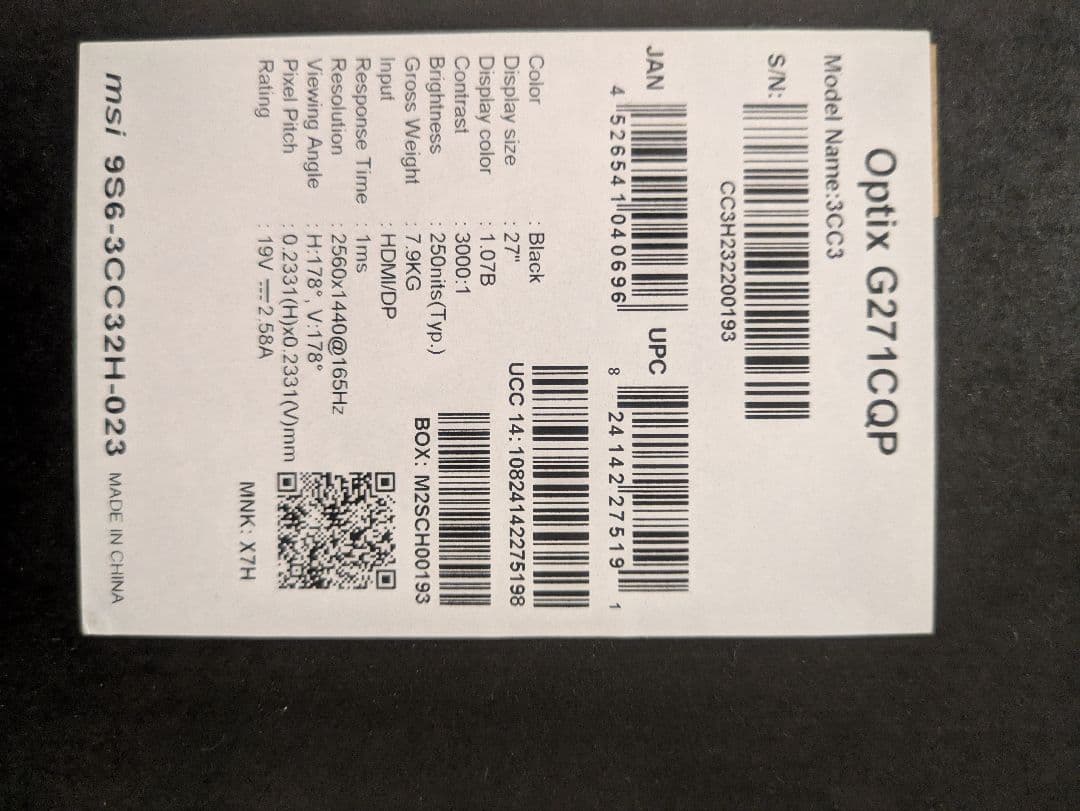 Optix G271CQP
Model Name:3CC3
S/N:
CC3H232200193
JAN
4 526541 040696
UPC
8 24142 27519 1
Color : Black
Display size : 27"
Display color : 1.07B
Contrast : 3000:1
Brightness : 250nits(Typ.)
Gross Weight : 7.9KG
Input : HDMI/DP
Response Time : 1ms
Resolution : 2560x1440@165Hz
Viewing Angle : H:178°, V:178°
Pixel Pitch : 0.2331(H)x0.2331(V)mm
Rating : 19V ⎓ 2.58A
UCC 14: 10824142275198
BOX: M2SCH00193
MNK: X7H
msi 9S6-3CC32H-023 MADE IN CHINA